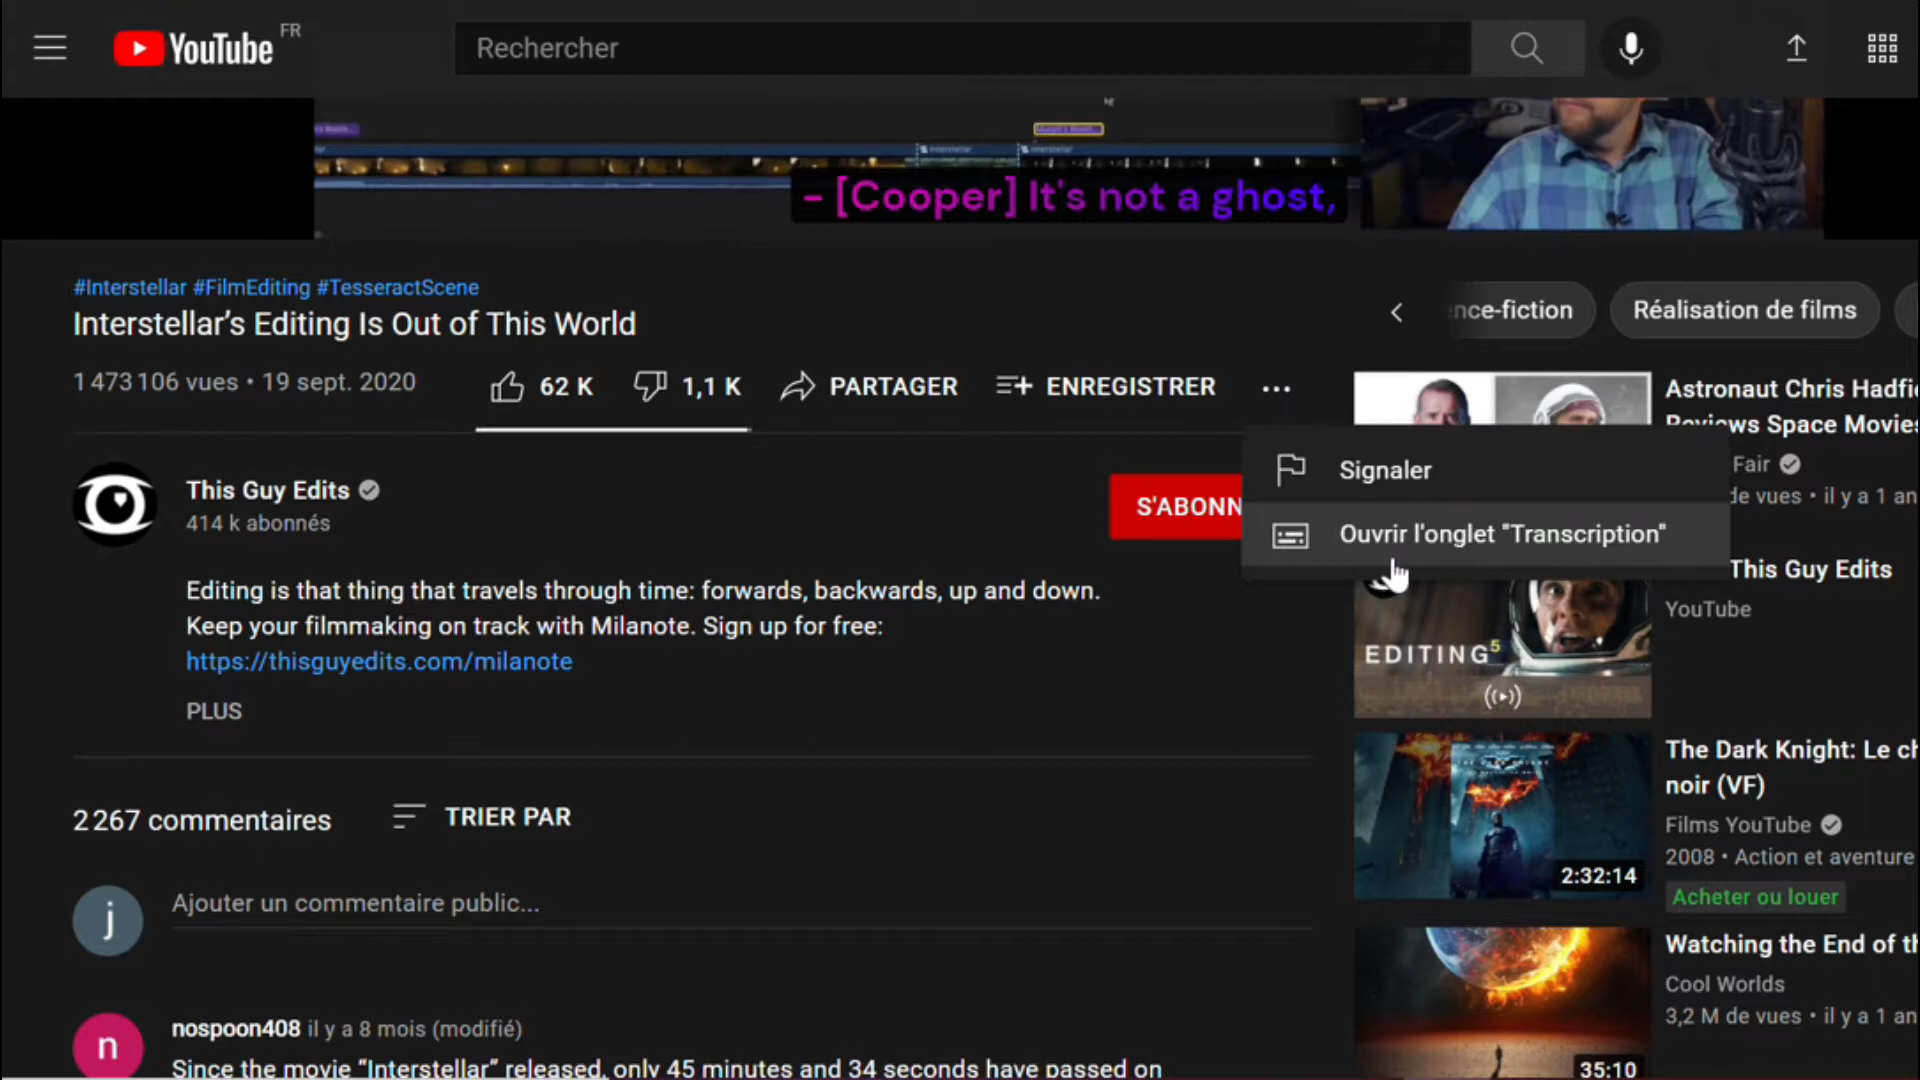 YouTube FR
Rechercher
- [Cooper] It's not a ghost,
#Interstellar #FilmEditing #TesseractScene
Interstellar’s Editing Is Out of This World
1 473 106 vues • 19 sept. 2020
62 K
1,1 K
PARTAGER
ENREGISTRER
This Guy Edits
414 k abonnés
S'ABONN
Signaler
Ouvrir l'onglet "Transcription"
Editing is that thing that travels through time: forwards, backwards, up and down.
Keep your filmmaking on track with Milanote. Sign up for free:
https://thisguyedits.com/milanote
PLUS
2 267 commentaires
TRIER PAR
j
Ajouter un commentaire public...
n
nospoon408 il y a 8 mois (modifié)
Since the movie “Interstellar” released, only 45 minutes and 34 seconds have passed on
nce-fiction
Réalisation de films
Astronaut Chris Hadfie
Reviews Space Movies
Fair
de vues • il y a 1 an
EDITING⁵
This Guy Edits
YouTube
2:32:14
The Dark Knight: Le ch
noir (VF)
Films YouTube
2008 • Action et aventure
Acheter ou louer
35:10
Watching the End of th
Cool Worlds
3,2 M de vues • il y a 1 an